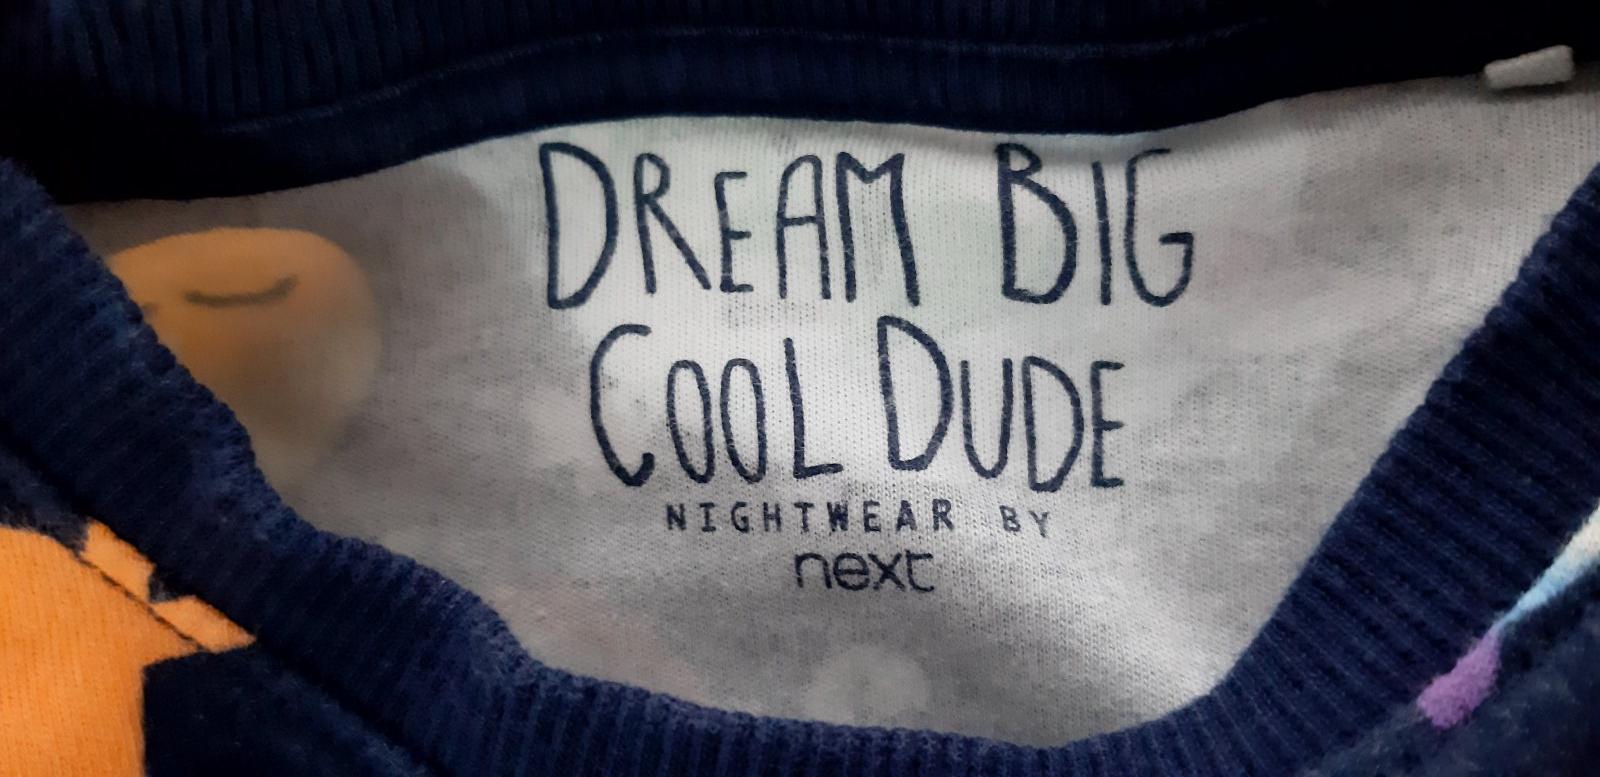 DREAM BIG
COOL DUDE
NIGHTWEAR BY
next